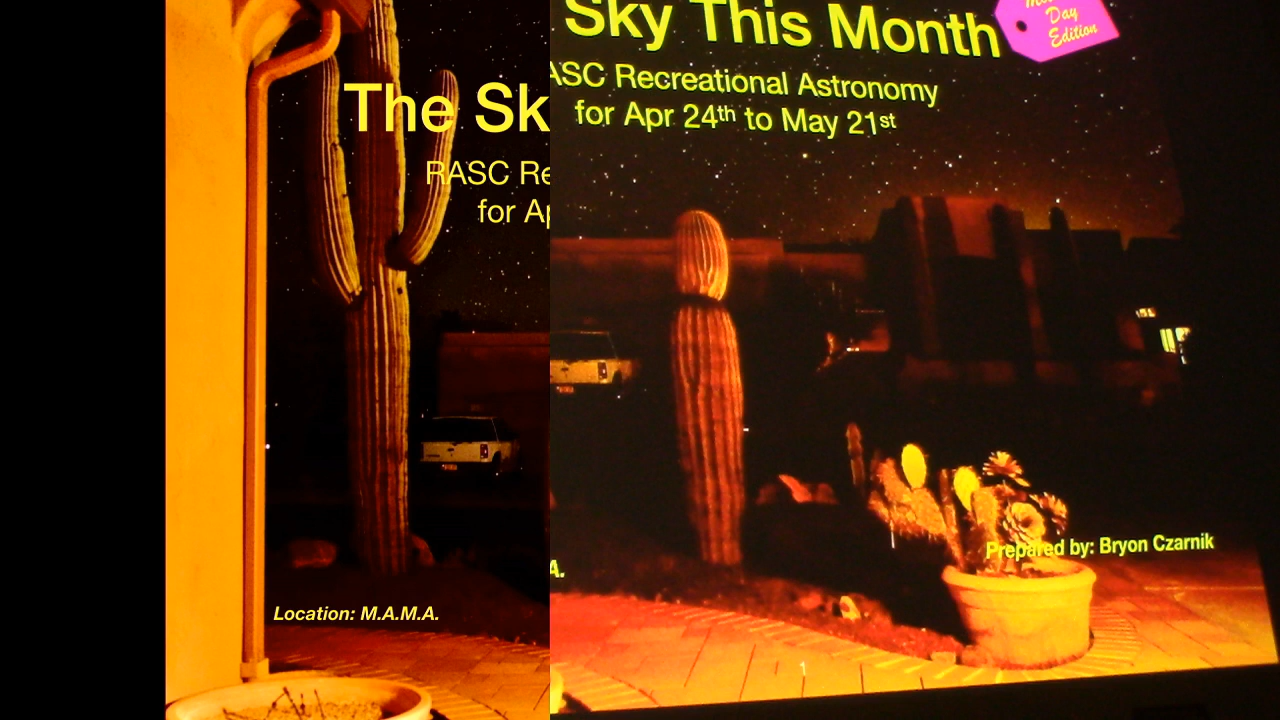 The Sk
RASC Re
for Ap
Location: M.A.M.A.
Sky This Month
ASC Recreational Astronomy
for Apr 24th to May 21st
Day
Edition
A.
Prepared by: Bryon Czarnik
1